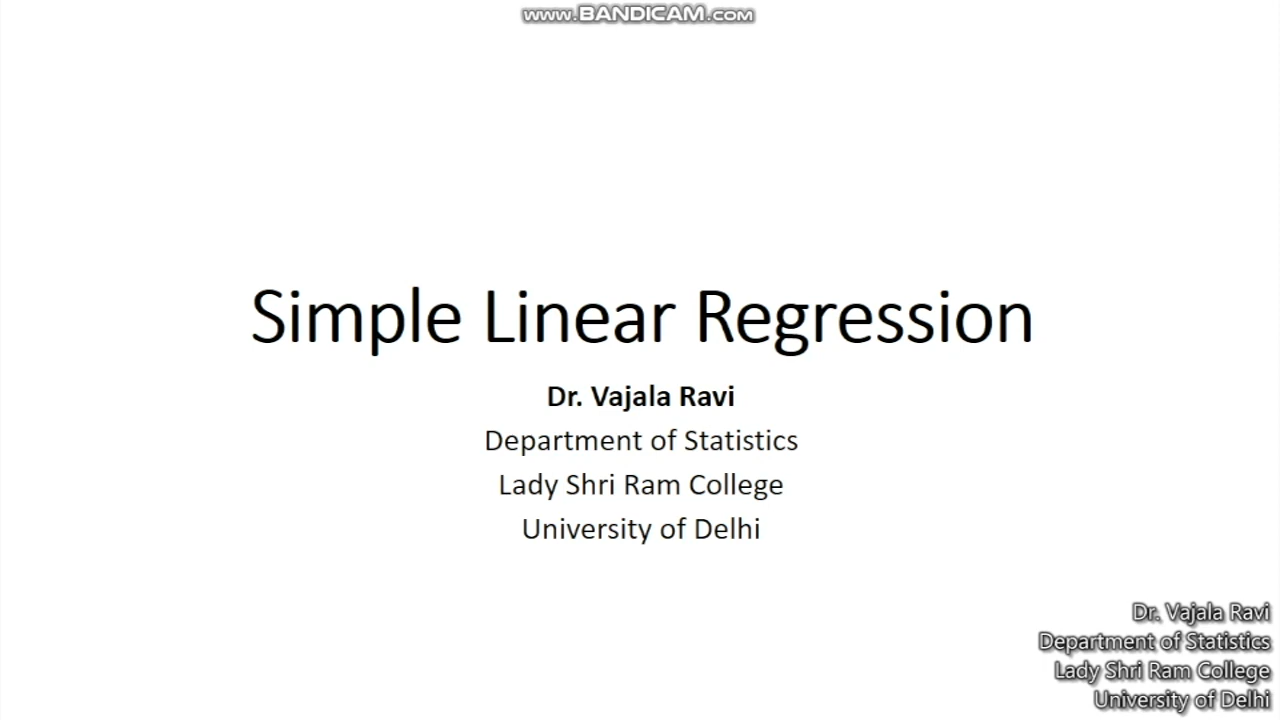 www.BANDICAM.com
Simple Linear Regression
Dr. Vajala Ravi
Department of Statistics
Lady Shri Ram College
University of Delhi
Dr. Vajala Ravi
Department of Statistics
Lady Shri Ram College
University of Delhi